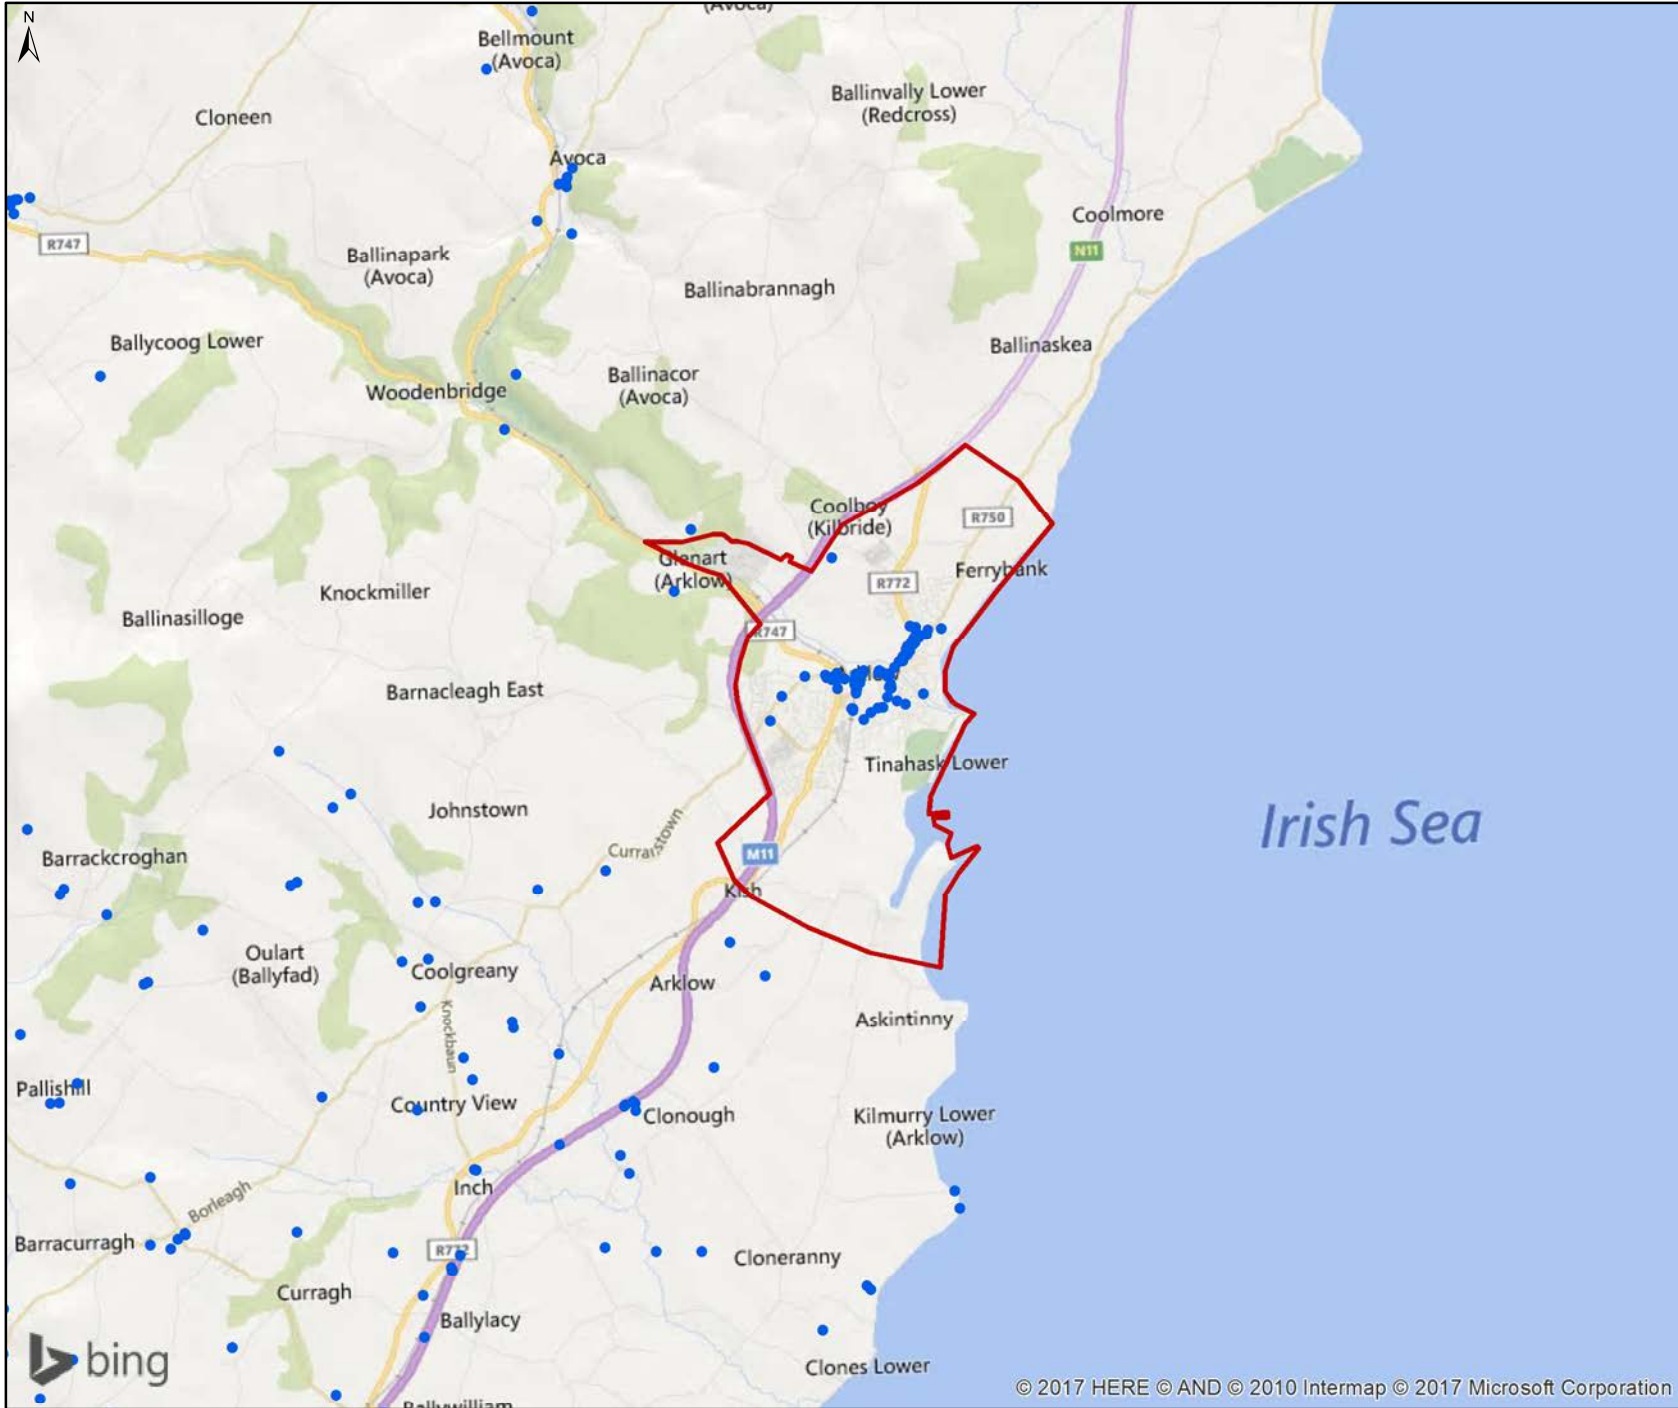 N
(Avoca)
Bellmount
(Avoca)
Ballinvally Lower
(Redcross)
Cloneen
Avoca
Coolmore
R747
N11
Ballinapark
(Avoca)
Ballinabrannagh
Ballycoog Lower
Ballinaskea
Woodenbridge
Ballinacor
(Avoca)
Coolboy
(Kilbride)
R750
Glenart
(Arklow)
Ferrybank
R772
Knockmiller
Ballinasilloge
R747
Arklow
Barnacleagh East
Tinahask Lower
Johnstown
Irish Sea
Curranstown
Barrackcroghan
M11
Kish
Oulart
(Ballyfad)
Coolgreany
Arklow
Knockbaun
Askintinny
Pallishill
Country View
Clonough
Kilmurry Lower
(Arklow)
Inch
Borleagh
Barracurragh
R772
Cloneranny
Curragh
Ballylacy
bing
Clones Lower
© 2017 HERE © AND © 2010 Intermap © 2017 Microsoft Corporation
Ballywilliam